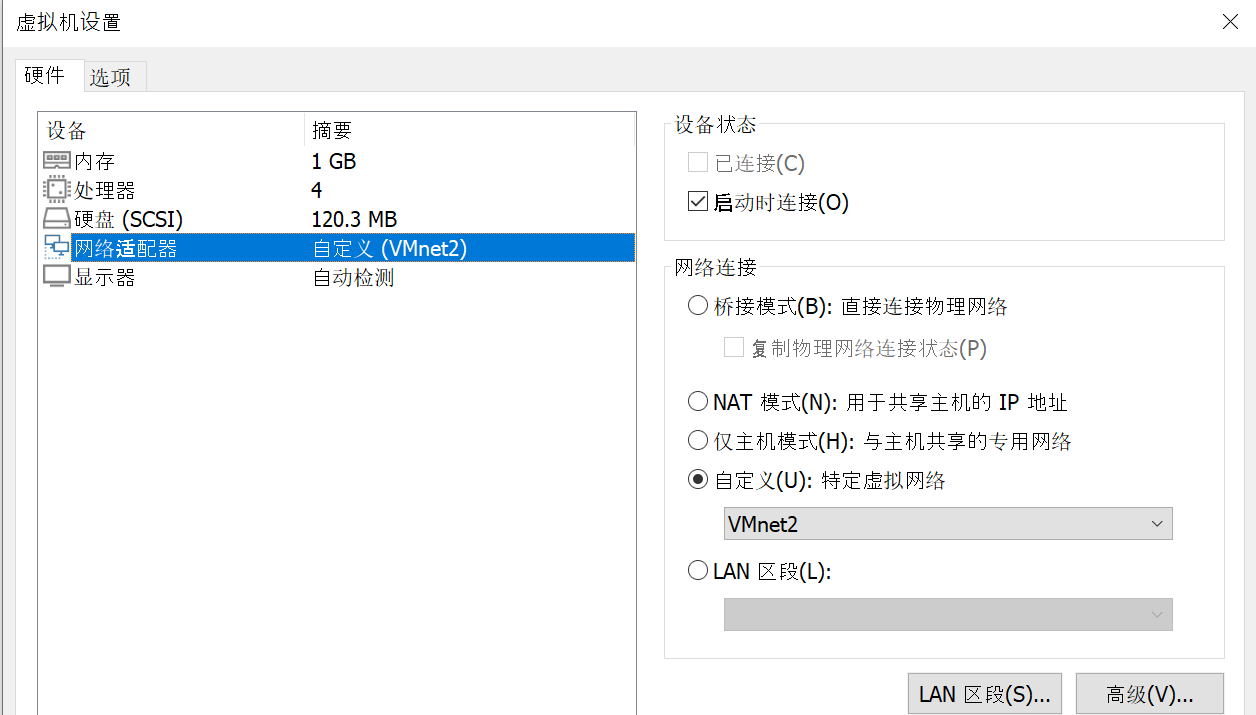 虚拟机设置
硬件 选项
设备 摘要
内存 1 GB
处理器 4
硬盘 (SCSI) 120.3 MB
网络适配器 自定义 (VMnet2)
显示器 自动检测
设备状态
已连接(C)
启动时连接(O)
网络连接
桥接模式(B): 直接连接物理网络
复制物理网络连接状态(P)
NAT 模式(N): 用于共享主机的 IP 地址
仅主机模式(H): 与主机共享的专用网络
自定义(U): 特定虚拟网络
VMnet2
LAN 区段(L):
LAN 区段(S)... 高级(V)...